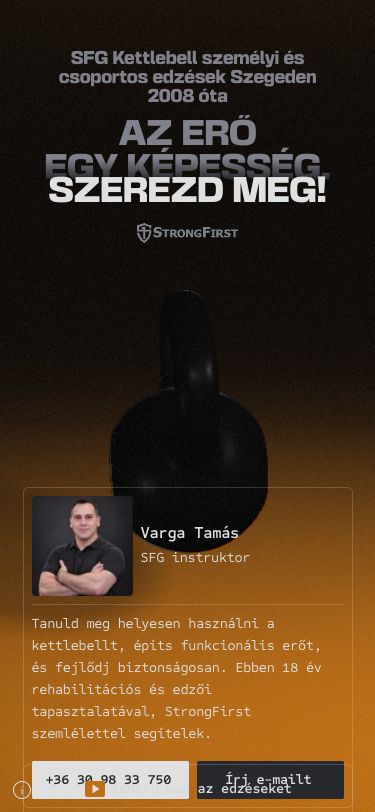 SFG Kettlebell személyi és
csoportos edzések Szegeden
2008 óta
AZ ERŐ
EGY KÉPESSÉG.
SZEREZD MEG!
STRONGFIRST
Varga Tamás
SFG instruktor
Tanuld meg helyesen használni a
kettlebellt, építs funkcionális erőt,
és fejlődj biztonságosan. Ebben 18 év
rehabilitációs és edzői
tapasztalatával, StrongFirst
szemlélettel segítelek.
+36 30 98 33 750
Írj e-mailt
az edzéseket